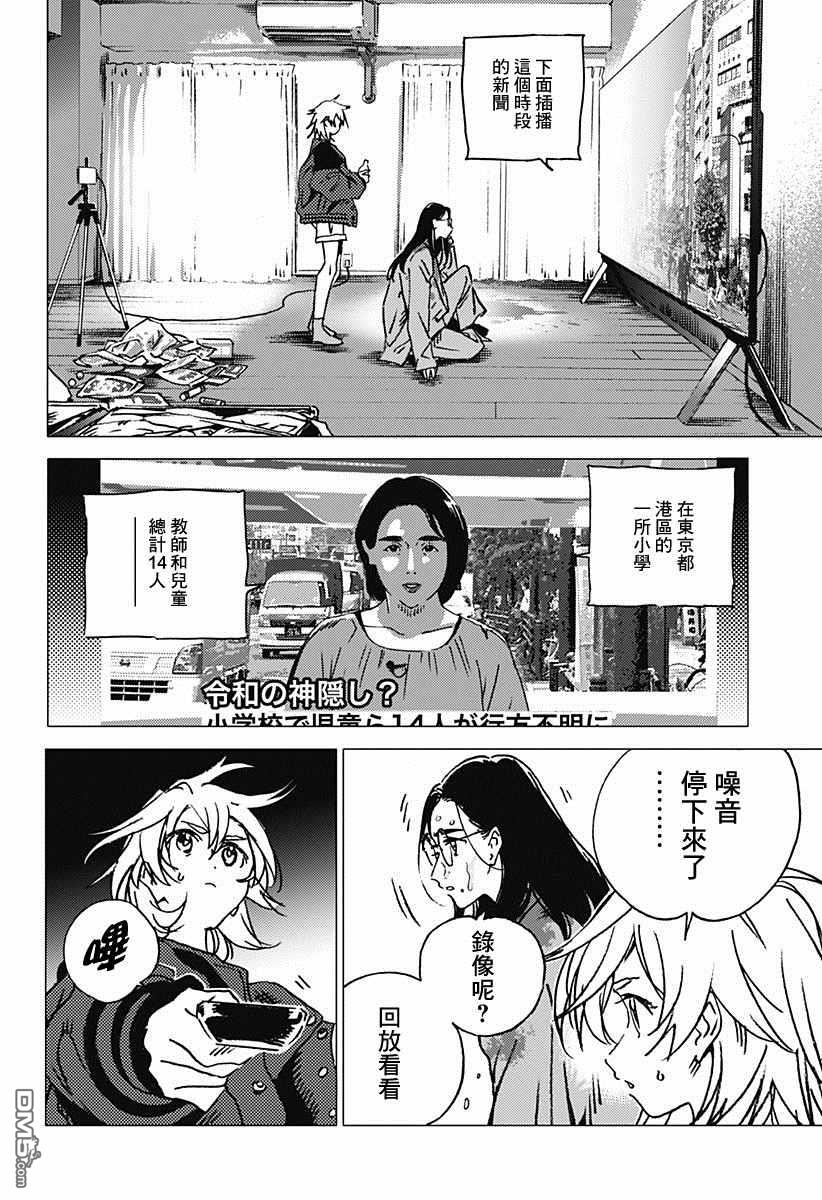 下面插播
這個時段
的新聞
在東京都
港區的
一所小學
教師和兒童
總計14人
──
令和の神隠し?
小学校で児童ら14人が行方不明に
噪音
停下來了
………
錄像呢?
回放看看
嗶
DM5.com